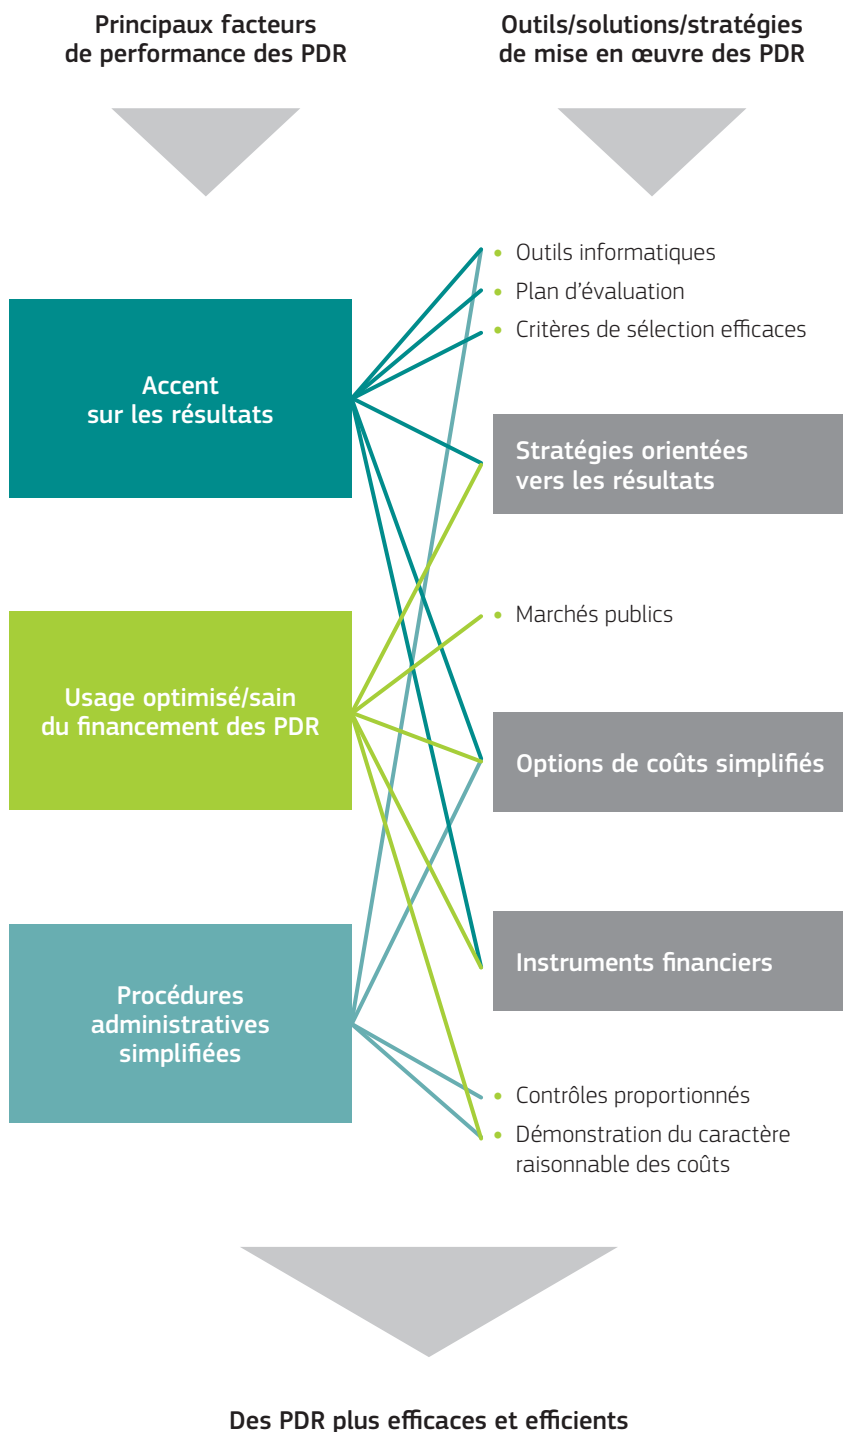 Principaux facteurs
de performance des PDR
Outils/solutions/stratégies
de mise en œuvre des PDR
Accent
sur les résultats
Usage optimisé/sain
du financement des PDR
Procédures
administratives
simplifiées
• Outils informatiques
• Plan d'évaluation
• Critères de sélection efficaces
Stratégies orientées
vers les résultats
• Marchés publics
Options de coûts simplifiés
Instruments financiers
• Contrôles proportionnés
• Démonstration du caractère
raisonnable des coûts
Des PDR plus efficaces et efficients